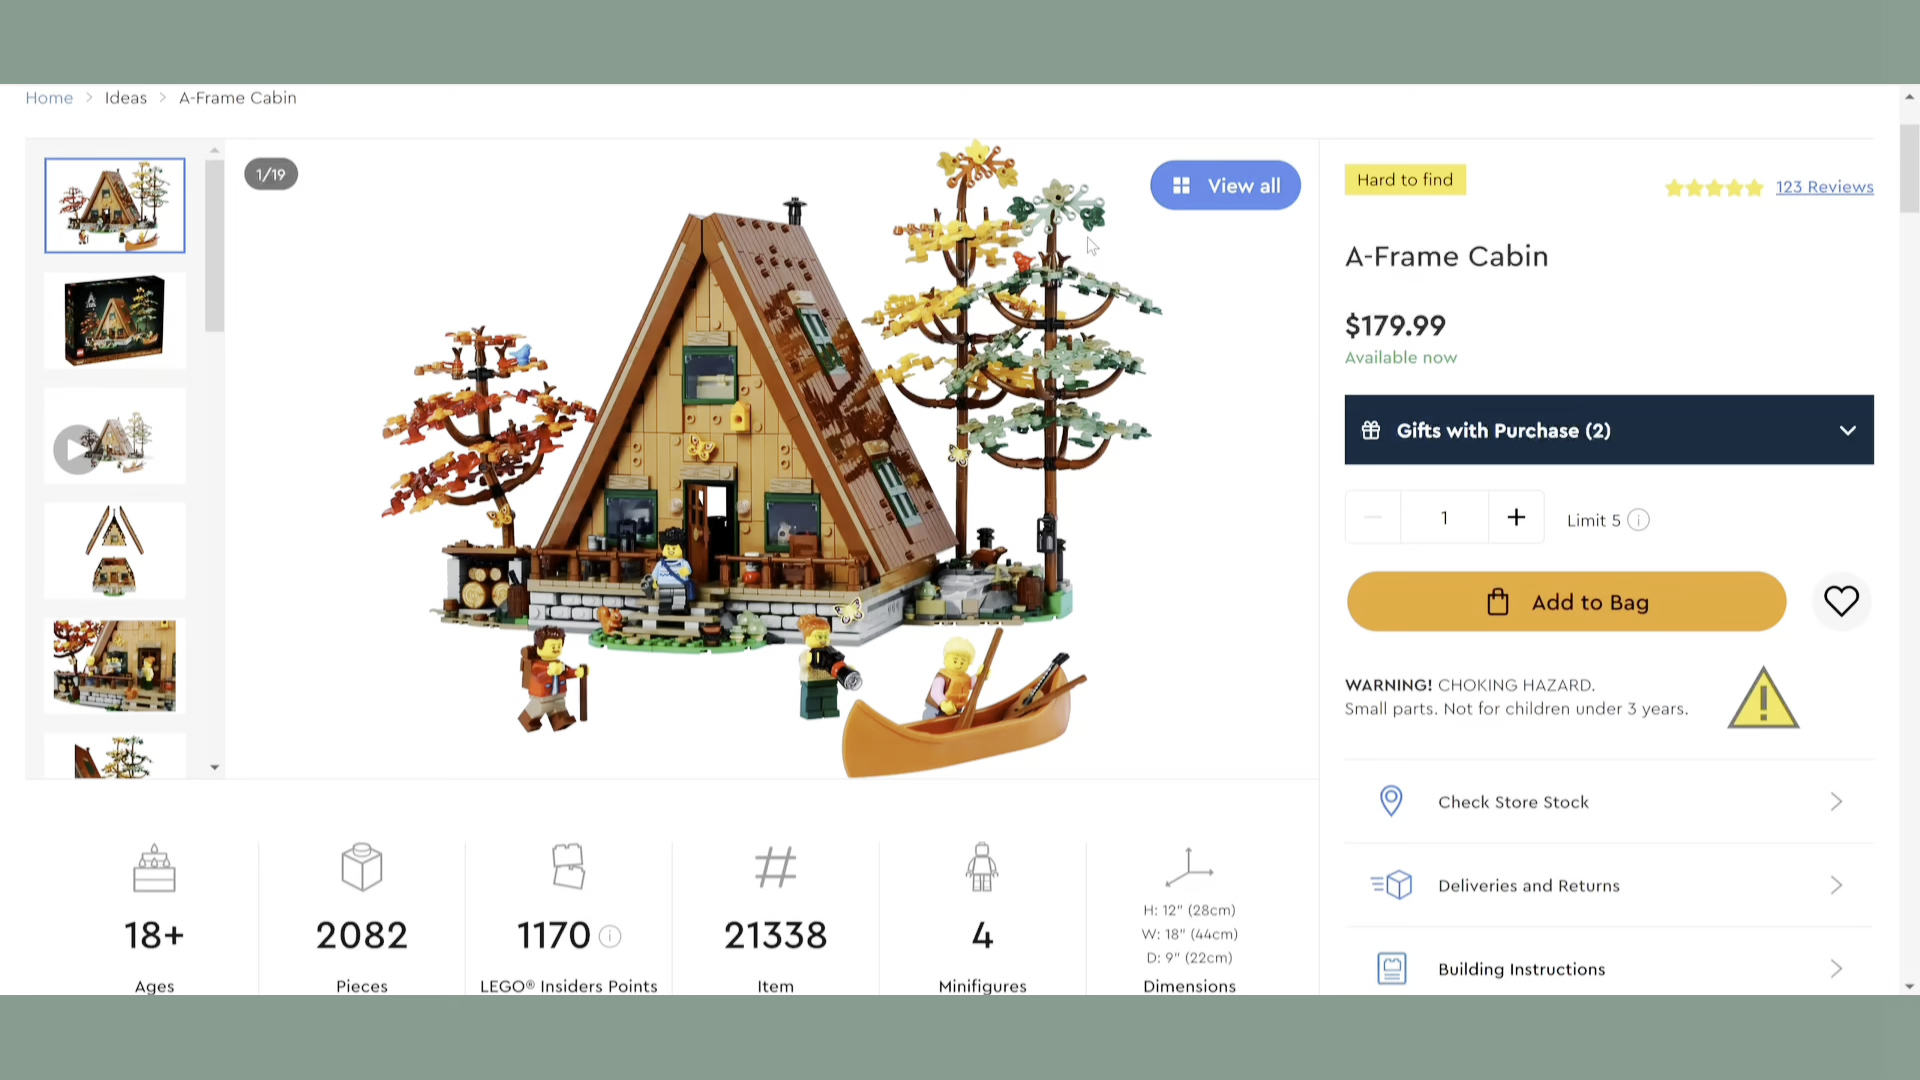 Home > Ideas > A-Frame Cabin
1/19
View all
Hard to find
123 Reviews
A-Frame Cabin
$179.99
Available now
Gifts with Purchase (2)
1
Limit 5
Add to Bag
WARNING! CHOKING HAZARD.
Small parts. Not for children under 3 years.
Check Store Stock
Deliveries and Returns
Building Instructions
18+
Ages
2082
Pieces
1170
LEGO® Insiders Points
21338
Item
4
Minifigures
H: 12" (28cm)
W: 18" (44cm)
D: 9" (22cm)
Dimensions